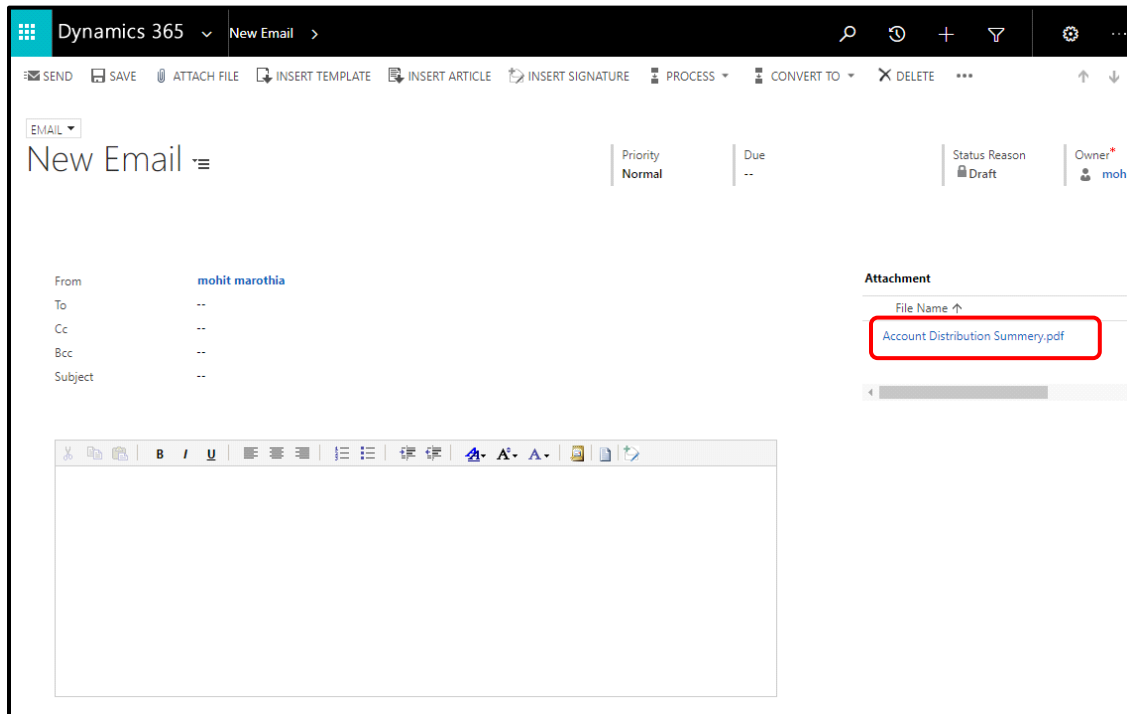 Dynamics 365 New Email
SEND SAVE ATTACH FILE INSERT TEMPLATE INSERT ARTICLE INSERT SIGNATURE PROCESS CONVERT TO DELETE ...
EMAIL
New Email
Priority Due Status Reason Owner*
Normal -- Draft moh
From mohit marothia
To --
Cc --
Bcc --
Subject --
Attachment
File Name
Account Distribution Summery.pdf
B I U A A A